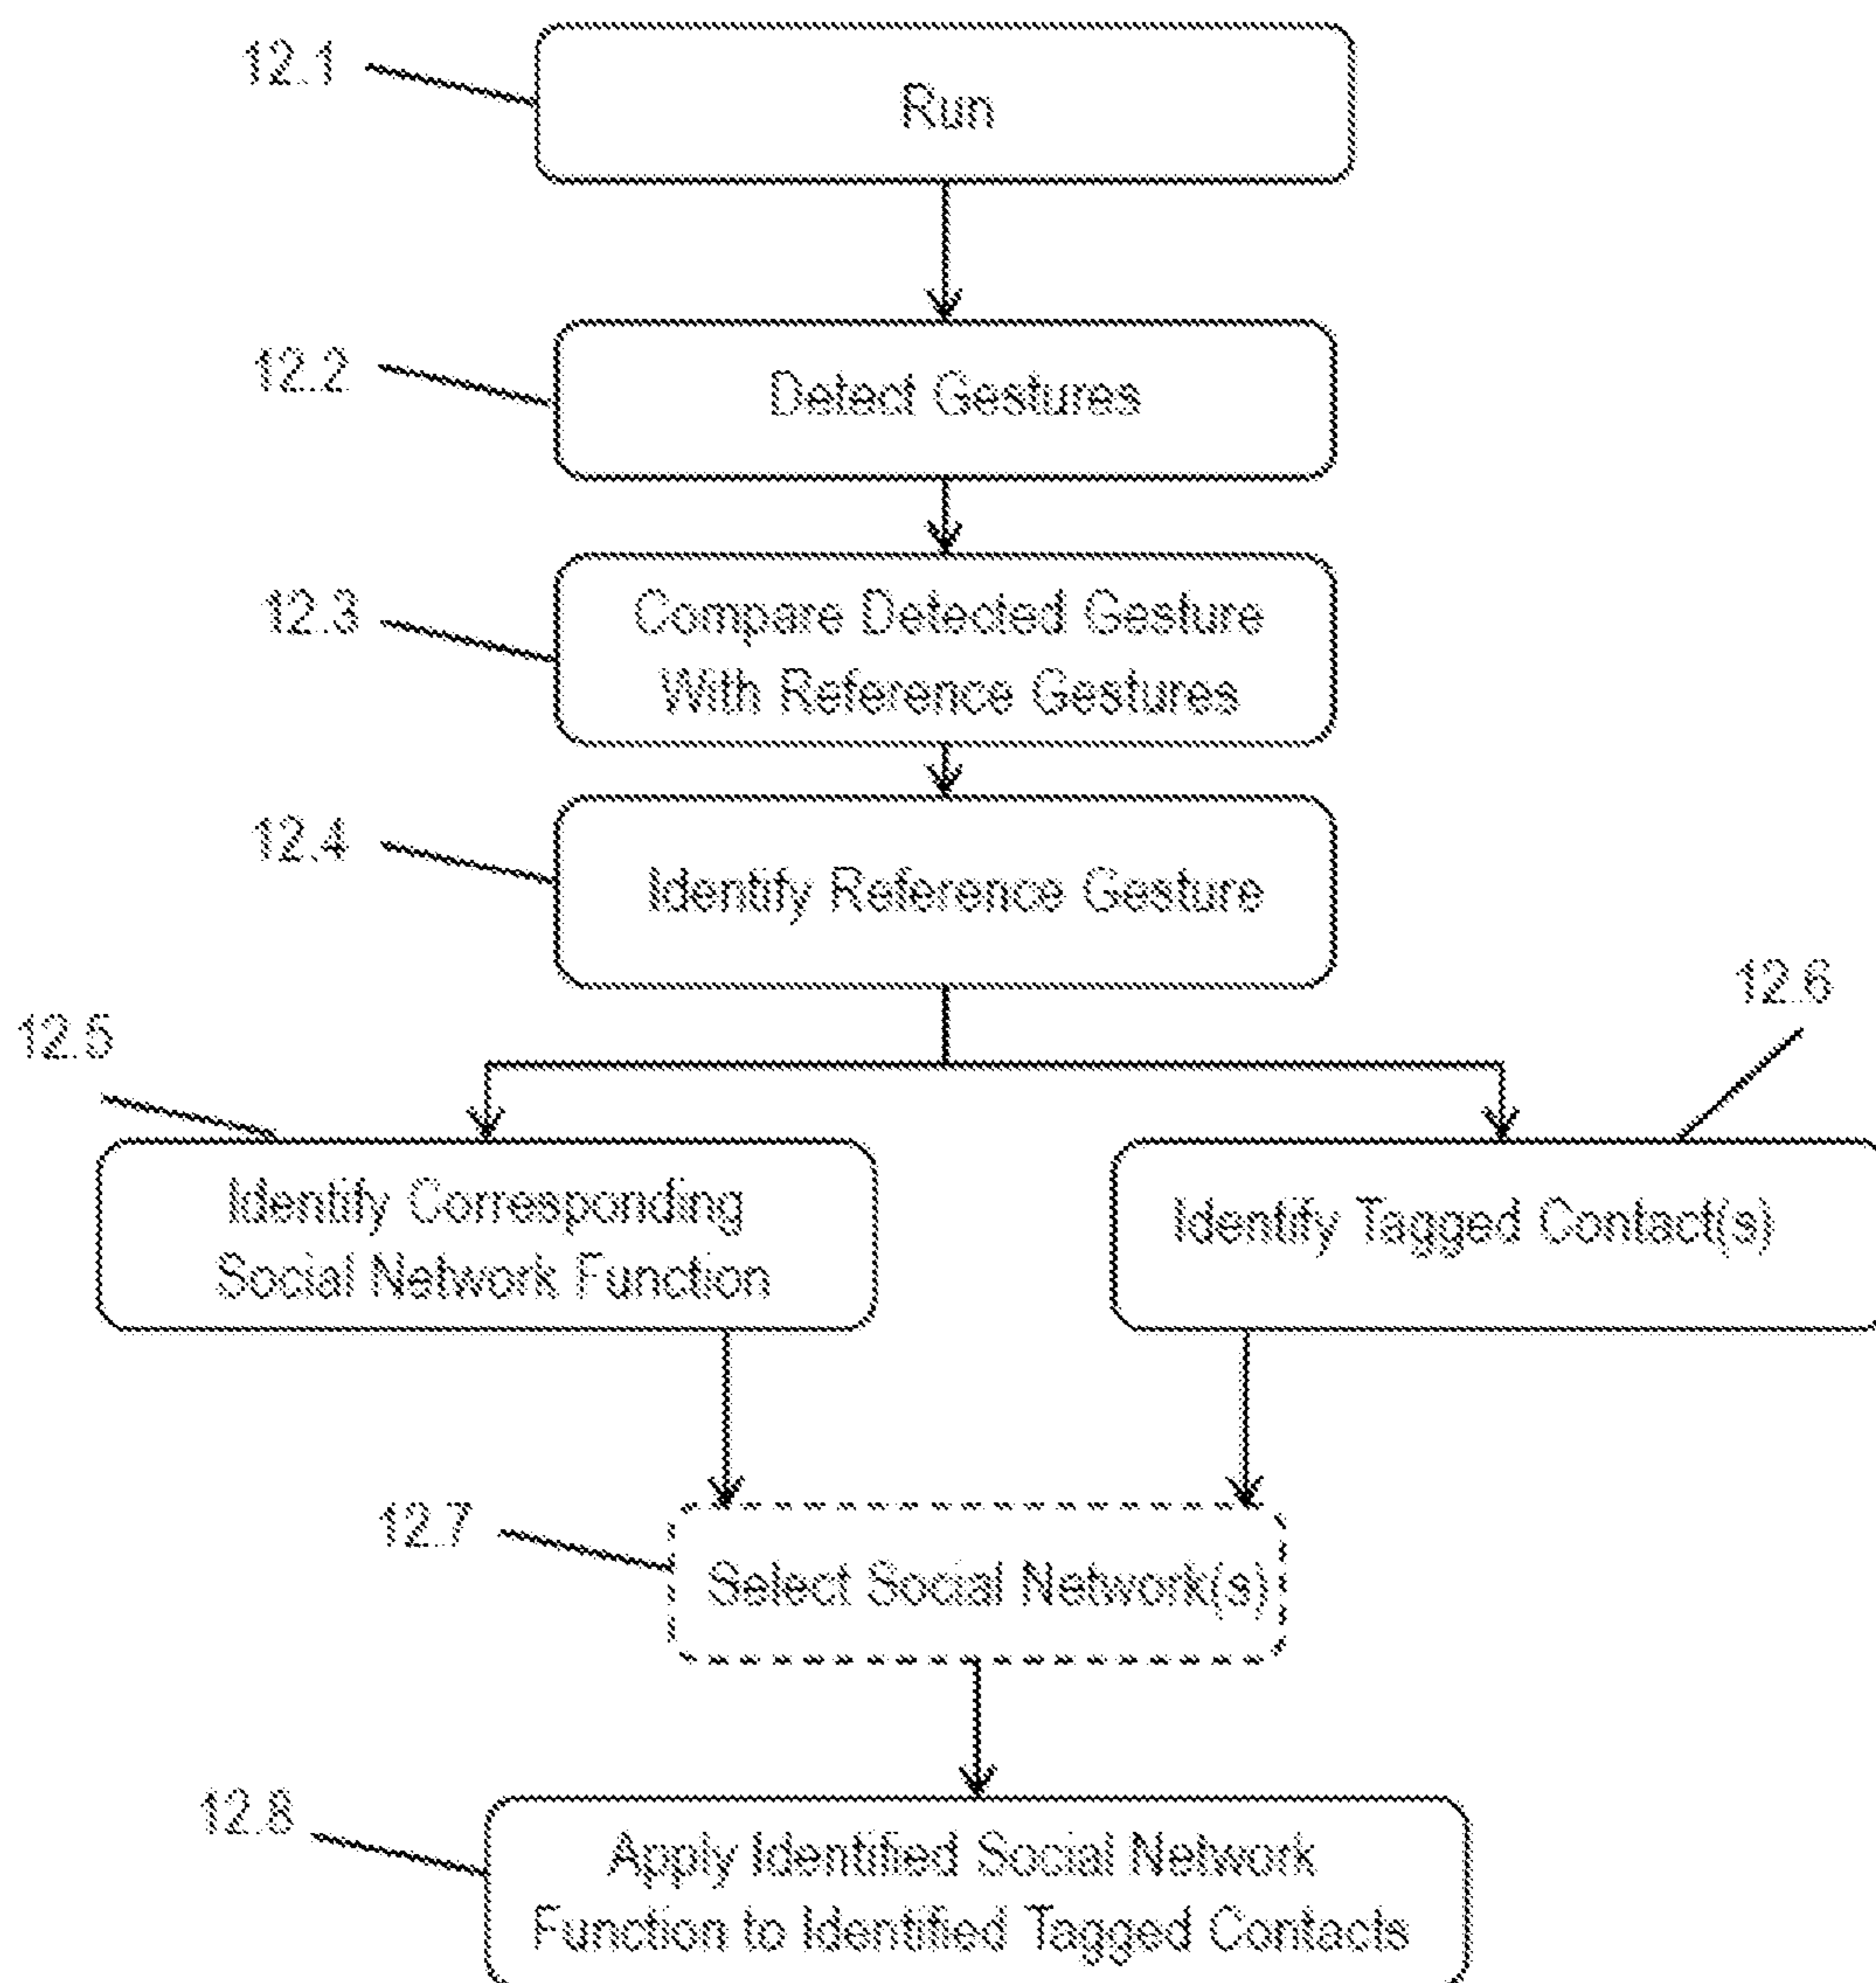 12.1
Run
12.2
Detect Gestures
12.3
Compare Detected Gesture
With Reference Gestures
12.4
Identify Reference Gesture
12.5
12.6
Identify Corresponding
Social Network Function
Identify Tagged Contact(s)
12.7
Select Social Network(s)
12.8
Apply Identified Social Network
Function to Identified Tagged Contacts